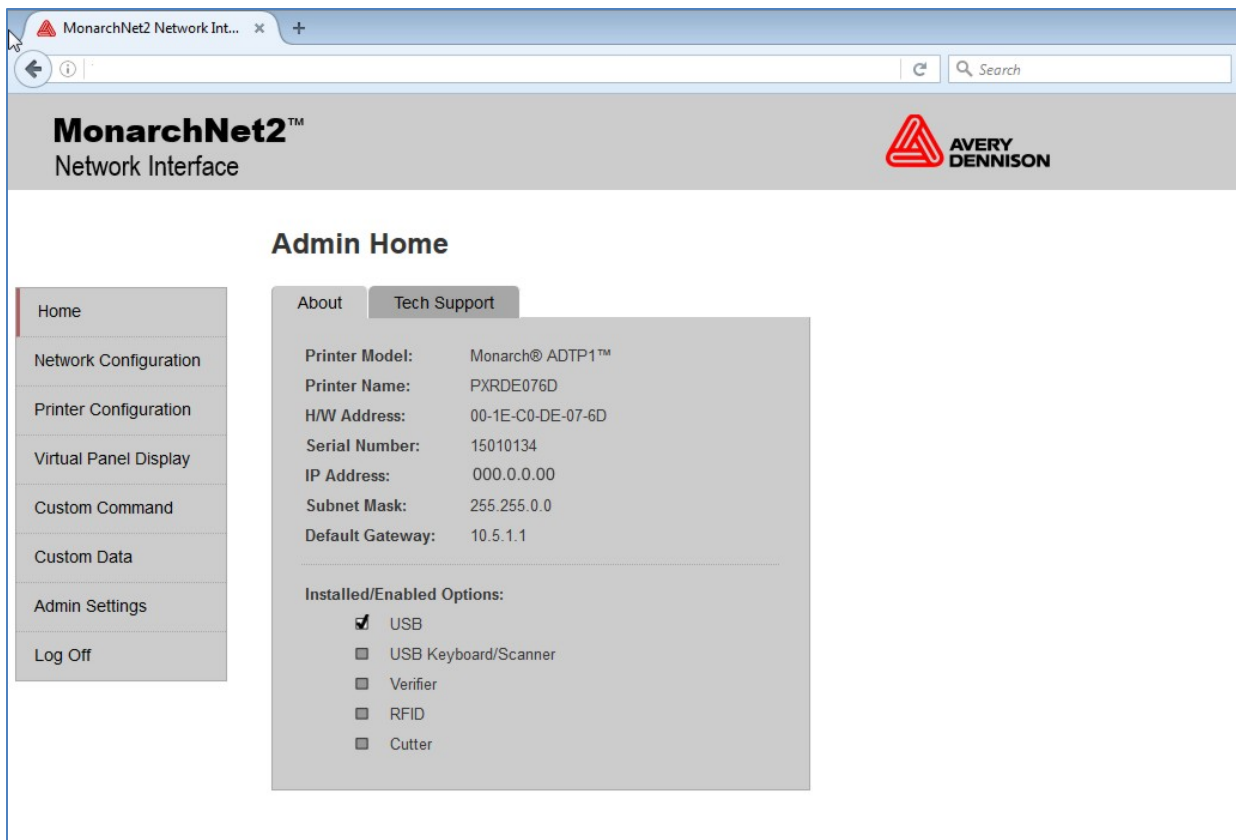 MonarchNet2 Network Int...
Search
MonarchNet2™
Network Interface
AVERY
DENNISON
Admin Home
Home
Network Configuration
Printer Configuration
Virtual Panel Display
Custom Command
Custom Data
Admin Settings
Log Off
About Tech Support
Printer Model: Monarch® ADTP1™
Printer Name: PXRDE076D
H/W Address: 00-1E-C0-DE-07-6D
Serial Number: 15010134
IP Address: 000.0.0.00
Subnet Mask: 255.255.0.0
Default Gateway: 10.5.1.1
Installed/Enabled Options:
USB
USB Keyboard/Scanner
Verifier
RFID
Cutter